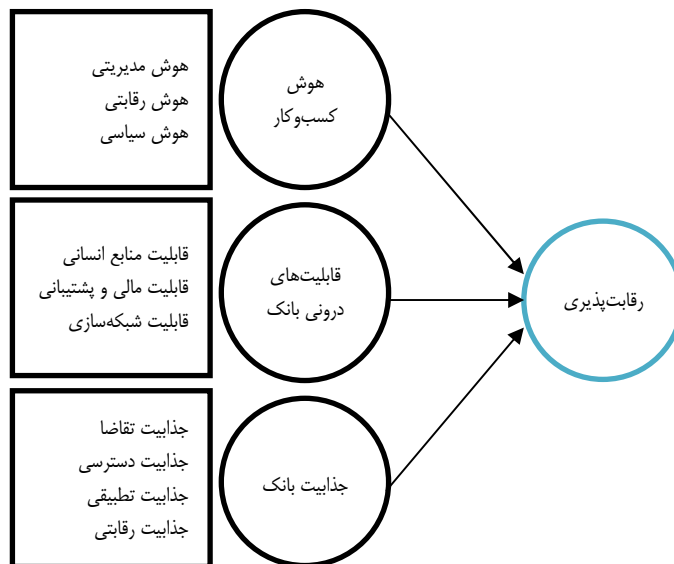 هوش مدیریتی
هوش رقابتی
هوش سیاسی
هوش
کسب‌وکار
قابلیت منابع انسانی
قابلیت مالی و پشتیبانی
قابلیت شبکه‌سازی
قابلیت‌های
درونی بانک
رقابت‌پذیری
جذابیت تقاضا
جذابیت دسترسی
جذابیت تطبیقی
جذابیت رقابتی
جذابیت بانک